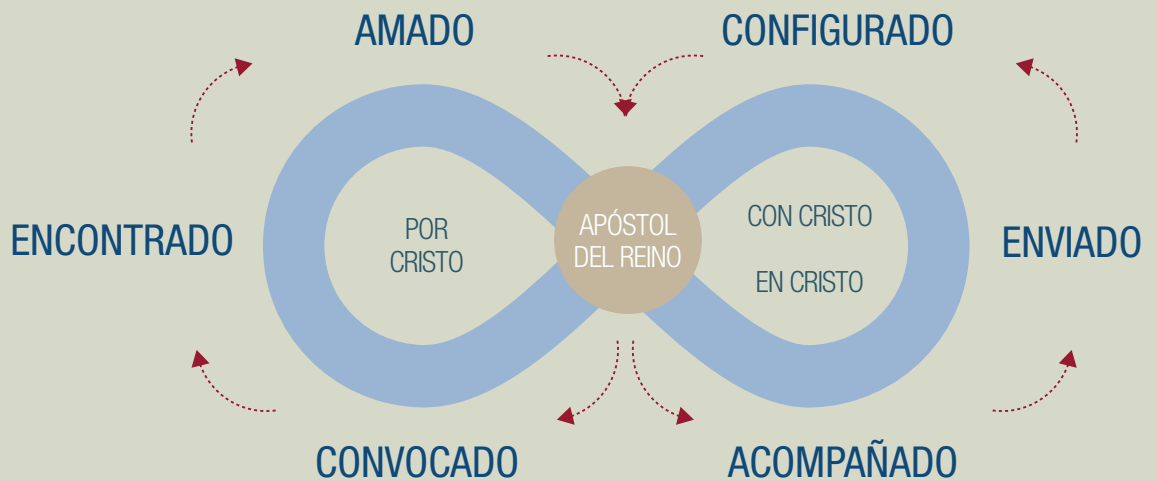 AMADO
CONFIGURADO
ENCONTRADO
POR
CRISTO
APÓSTOL
DEL REINO
CON CRISTO
EN CRISTO
ENVIADO
CONVOCADO
ACOMPAÑADO